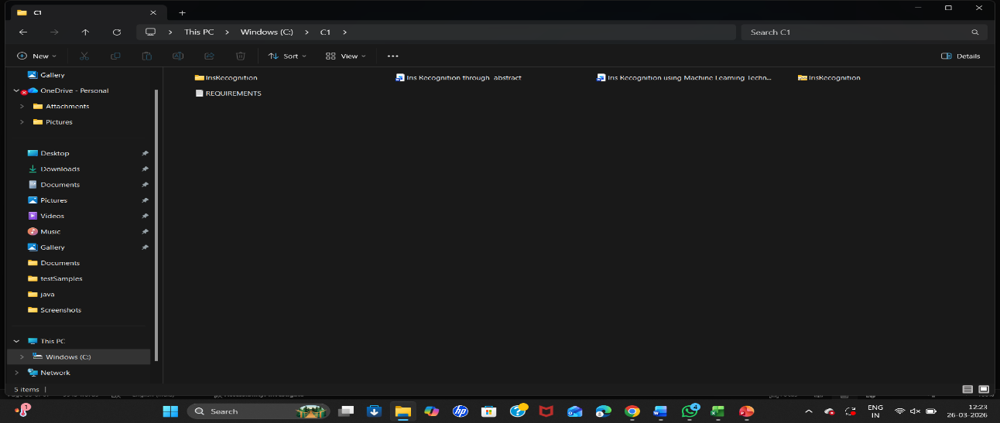 C1
This PC > Windows (C:) > C1 >
Search C1
New
Sort
View
Details
Gallery
OneDrive - Personal
Attachments
Pictures
Desktop
Downloads
Documents
Pictures
Videos
Music
Gallery
Documents
testSamples
java
Screenshots
This PC
Windows (C:)
Network
IrisRecognition
Iris Recognition through abstract
Iris Recognition using Machine Learning Techn...
IrisRecognition
REQUIREMENTS
5 items
1
Search
hp
4
ENG
IN
12:23
26-03-2026